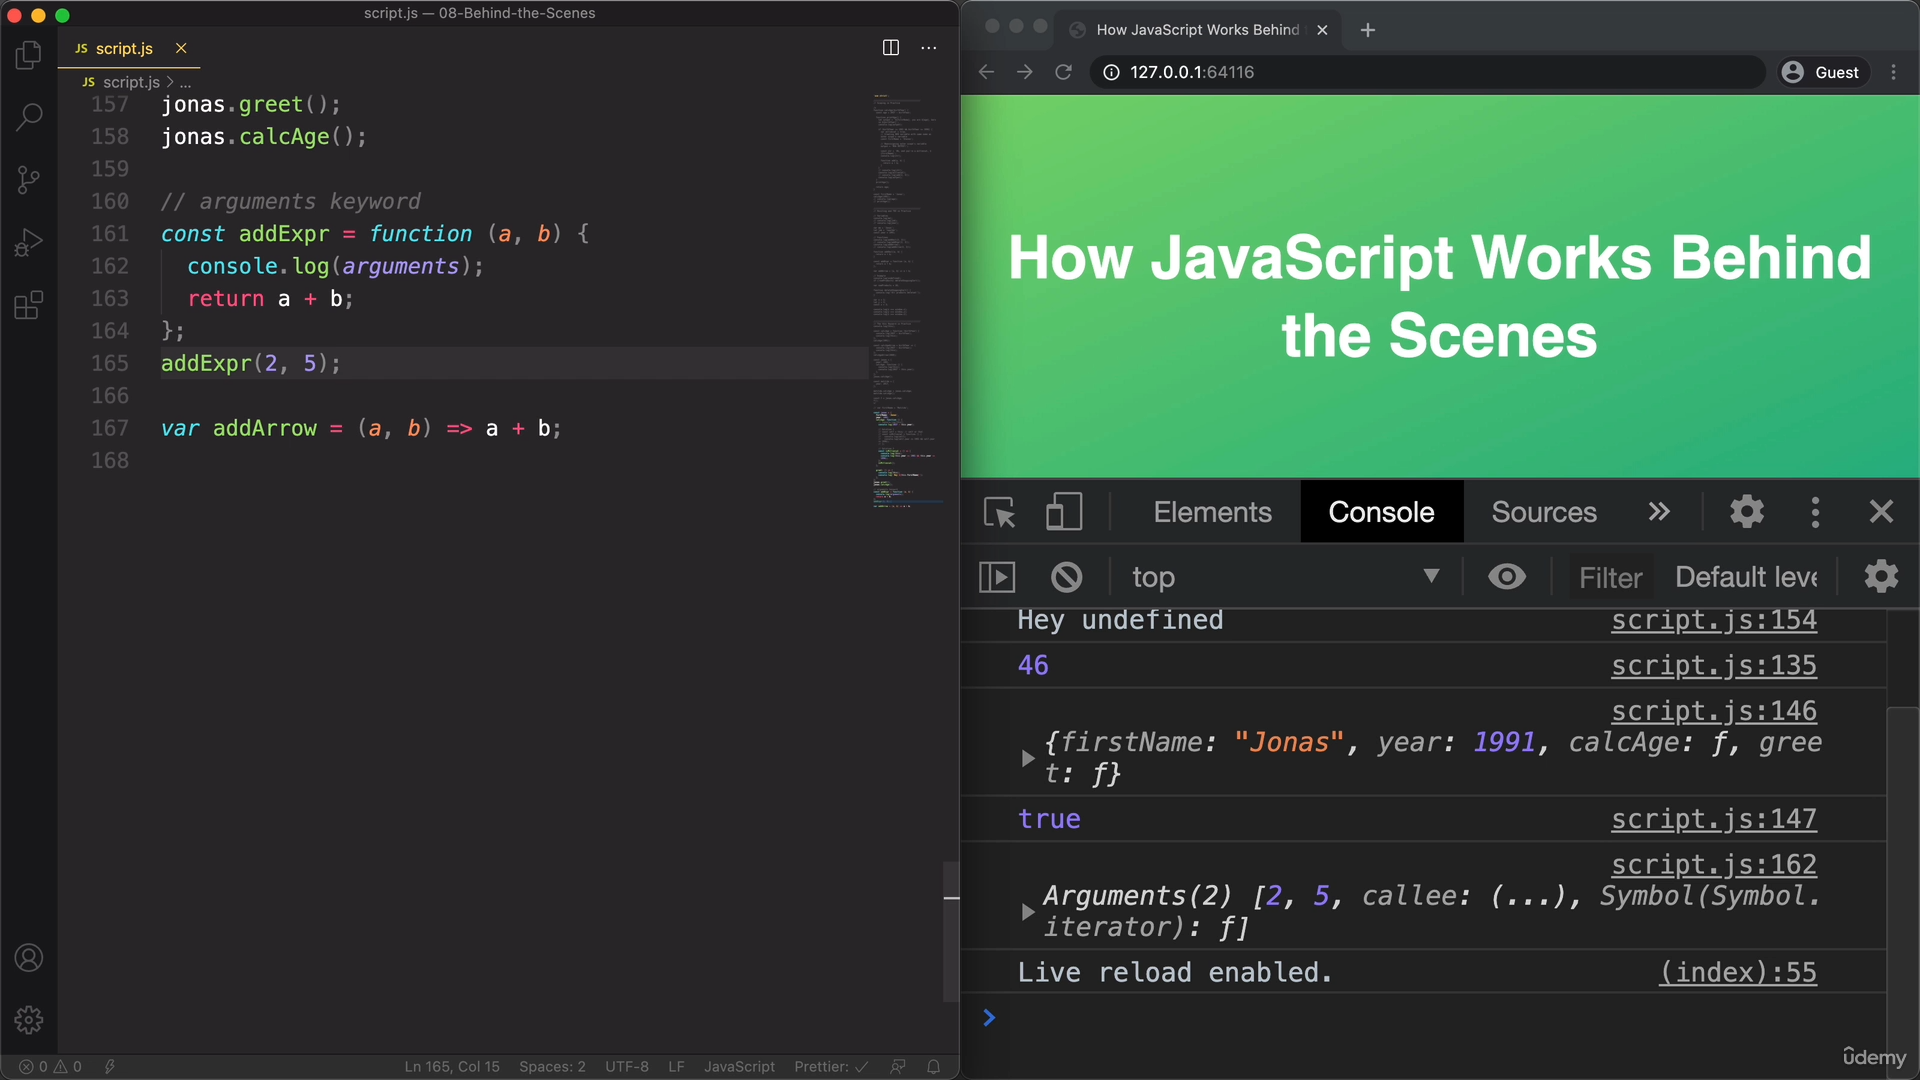 script.js — 08-Behind-the-Scenes
JS script.js
JS script.js > ...
157 jonas.greet();
158 jonas.calcAge();
159
160 // arguments keyword
161 const addExpr = function (a, b) {
162 console.log(arguments);
163 return a + b;
164 };
165 addExpr(2, 5);
166
167 var addArrow = (a, b) => a + b;
168
0 0
Ln 165, Col 15 Spaces: 2 UTF-8 LF JavaScript Prettier: ✓
How JavaScript Works Behind
127.0.0.1:64116
Guest
How JavaScript Works Behind
the Scenes
Elements Console Sources »
top ▼ Filter Default leve
Hey undefined script.js:154
46 script.js:135
script.js:146
{firstName: "Jonas", year: 1991, calcAge: ƒ, gree
t: ƒ}
true script.js:147
script.js:162
Arguments(2) [2, 5, callee: (...), Symbol(Symbol.
iterator): ƒ]
Live reload enabled. (index):55
>
ûdemy